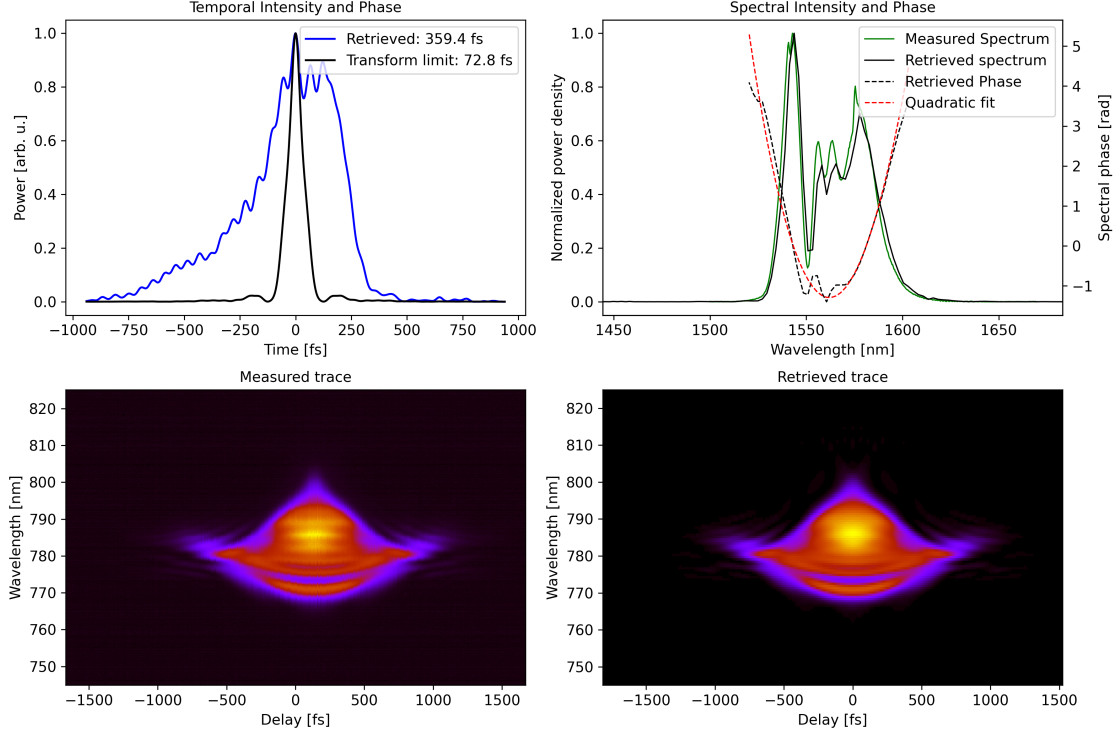 Temporal Intensity and Phase
Retrieved: 359.4 fs
Transform limit: 72.8 fs
Power [arb. u.]
1.0
0.8
0.6
0.4
0.2
0.0
−1000 −750 −500 −250 0 250 500 750 1000
Time [fs]
Spectral Intensity and Phase
Measured Spectrum
Retrieved spectrum
Retrieved Phase
Quadratic fit
Normalized power density
1.0
0.8
0.6
0.4
0.2
0.0
5
4
3
2
1
0
−1
Spectral phase [rad]
1450 1500 1550 1600 1650
Wavelength [nm]
Measured trace
Wavelength [nm]
820
810
800
790
780
770
760
750
−1500 −1000 −500 0 500 1000 1500
Delay [fs]
Retrieved trace
Wavelength [nm]
820
810
800
790
780
770
760
750
−1500 −1000 −500 0 500 1000 1500
Delay [fs]